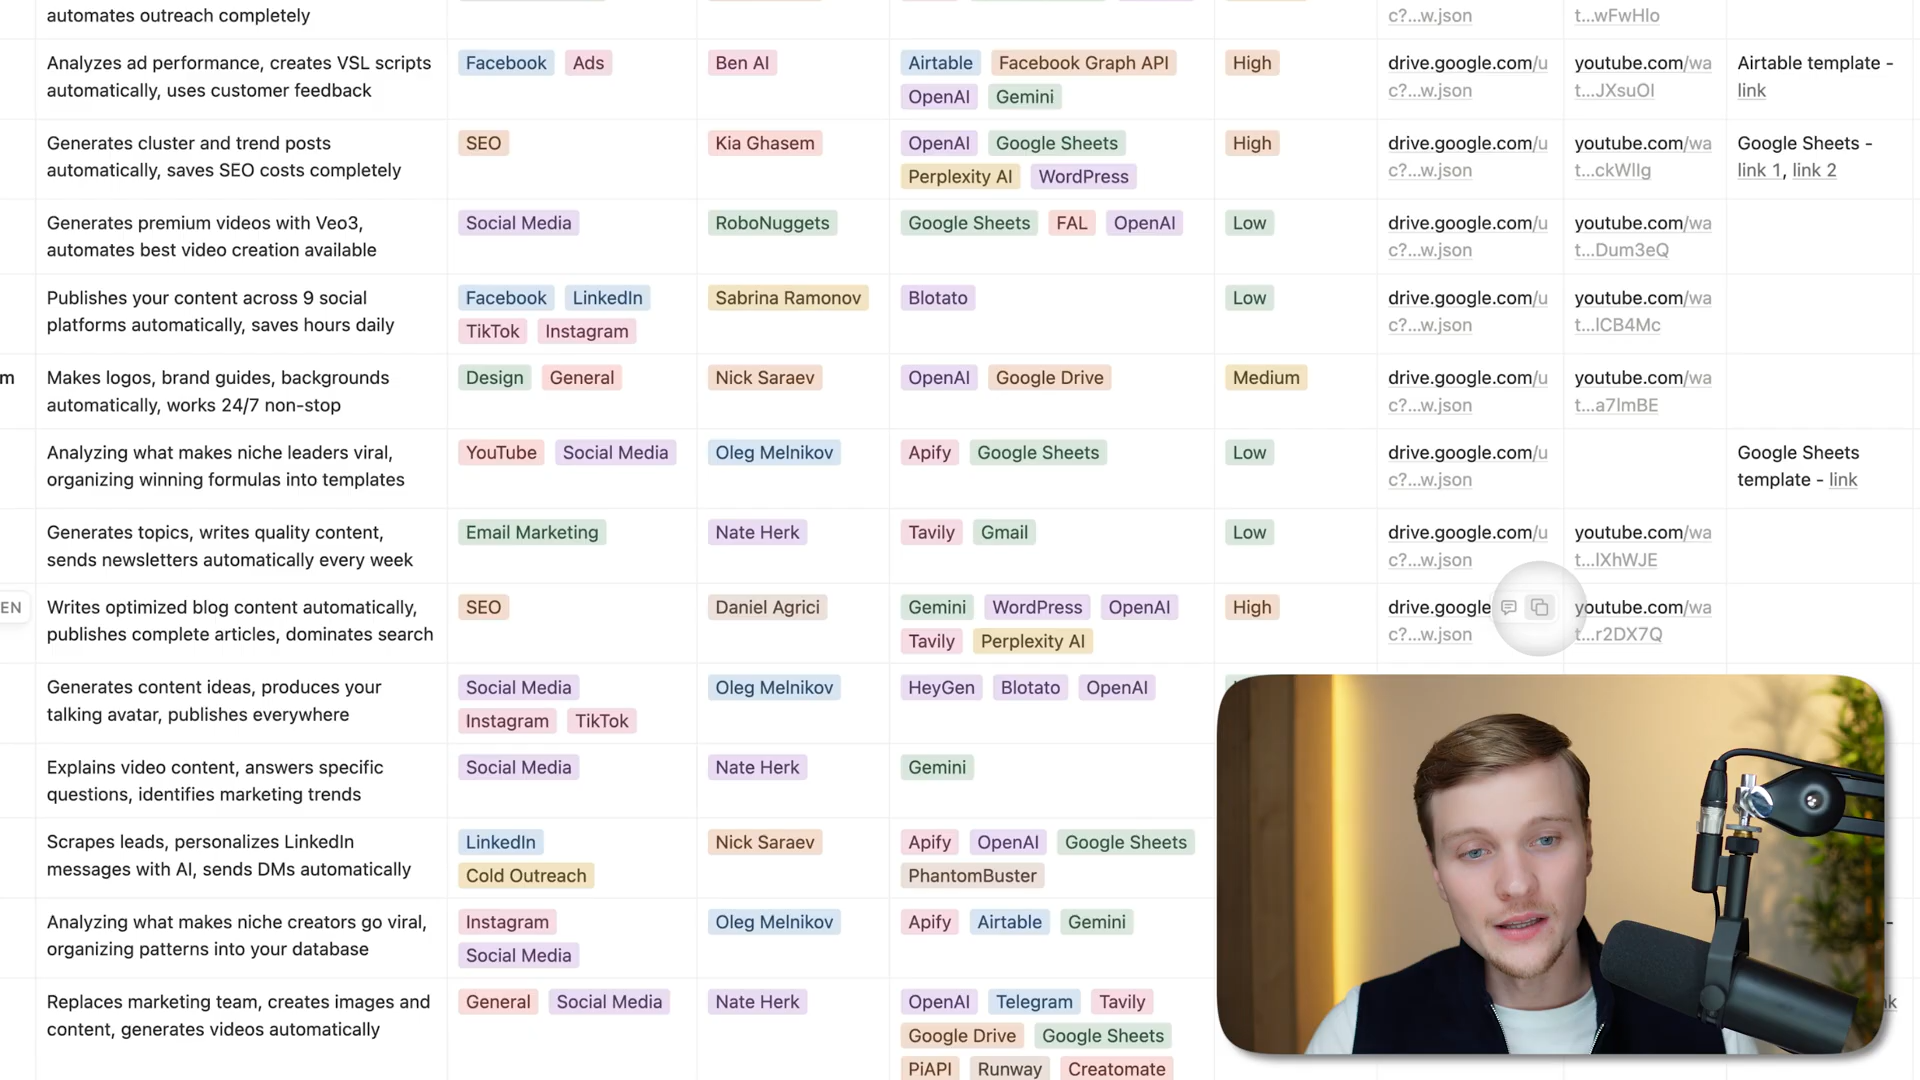 automates outreach completely
c?...w.json
t...wFwHlo
Analyzes ad performance, creates VSL scripts
automatically, uses customer feedback
Facebook Ads
Ben AI
Airtable Facebook Graph API
OpenAI Gemini
High
drive.google.com/u
c?...w.json
youtube.com/wa
t...JXsuOI
Airtable template -
link
Generates cluster and trend posts
automatically, saves SEO costs completely
SEO
Kia Ghasem
OpenAI Google Sheets
Perplexity AI WordPress
High
drive.google.com/u
c?...w.json
youtube.com/wa
t...ckWlIg
Google Sheets -
link 1, link 2
Generates premium videos with Veo3,
automates best video creation available
Social Media
RoboNuggets
Google Sheets FAL OpenAI
Low
drive.google.com/u
c?...w.json
youtube.com/wa
t...Dum3eQ
Publishes your content across 9 social
platforms automatically, saves hours daily
Facebook LinkedIn
TikTok Instagram
Sabrina Ramonov
Blotato
Low
drive.google.com/u
c?...w.json
youtube.com/wa
t...lCB4Mc
m
Makes logos, brand guides, backgrounds
automatically, works 24/7 non-stop
Design General
Nick Saraev
OpenAI Google Drive
Medium
drive.google.com/u
c?...w.json
youtube.com/wa
t...a7lmBE
Analyzing what makes niche leaders viral,
organizing winning formulas into templates
YouTube Social Media
Oleg Melnikov
Apify Google Sheets
Low
drive.google.com/u
c?...w.json
Google Sheets
template - link
Generates topics, writes quality content,
sends newsletters automatically every week
Email Marketing
Nate Herk
Tavily Gmail
Low
drive.google.com/u
c?...w.json
youtube.com/wa
t...lXhWJE
EN
Writes optimized blog content automatically,
publishes complete articles, dominates search
SEO
Daniel Agrici
Gemini WordPress OpenAI
Tavily Perplexity AI
High
drive.google
c?...w.json
youtube.com/wa
t...r2DX7Q
Generates content ideas, produces your
talking avatar, publishes everywhere
Social Media
Instagram TikTok
Oleg Melnikov
HeyGen Blotato OpenAI
Explains video content, answers specific
questions, identifies marketing trends
Social Media
Nate Herk
Gemini
Scrapes leads, personalizes LinkedIn
messages with AI, sends DMs automatically
LinkedIn
Cold Outreach
Nick Saraev
Apify OpenAI Google Sheets
PhantomBuster
Analyzing what makes niche creators go viral,
organizing patterns into your database
Instagram
Social Media
Oleg Melnikov
Apify Airtable Gemini
-
Replaces marketing team, creates images and
content, generates videos automatically
General Social Media
Nate Herk
OpenAI Telegram Tavily
Google Drive Google Sheets
PiAPI Runway Creatomate
nk